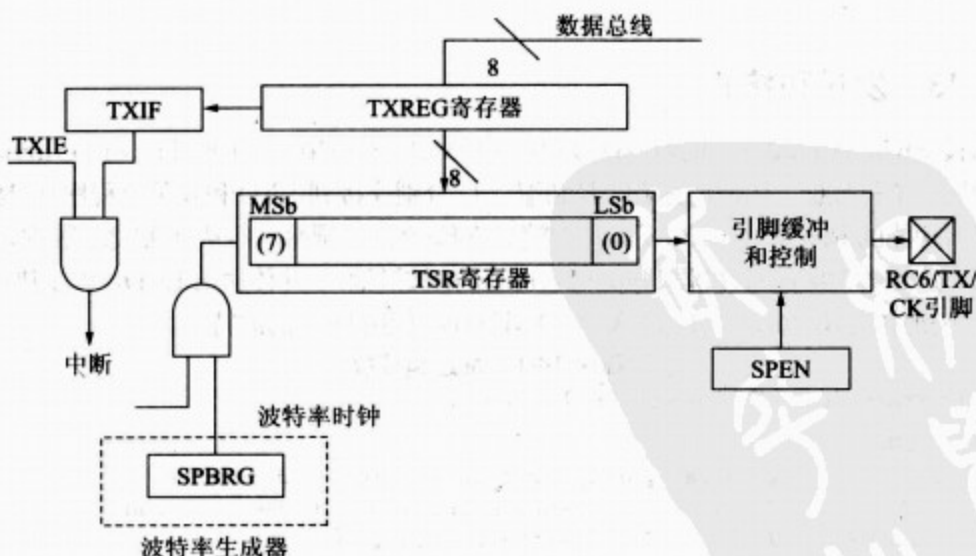 数据总线
8
TXIF
TXREG寄存器
TXIE
8
MSb
LSb
(7)
(0)
TSR寄存器
引脚缓冲
和控制
RC6/TX/
CK引脚
中断
SPEN
波特率时钟
SPBRG
波特率生成器